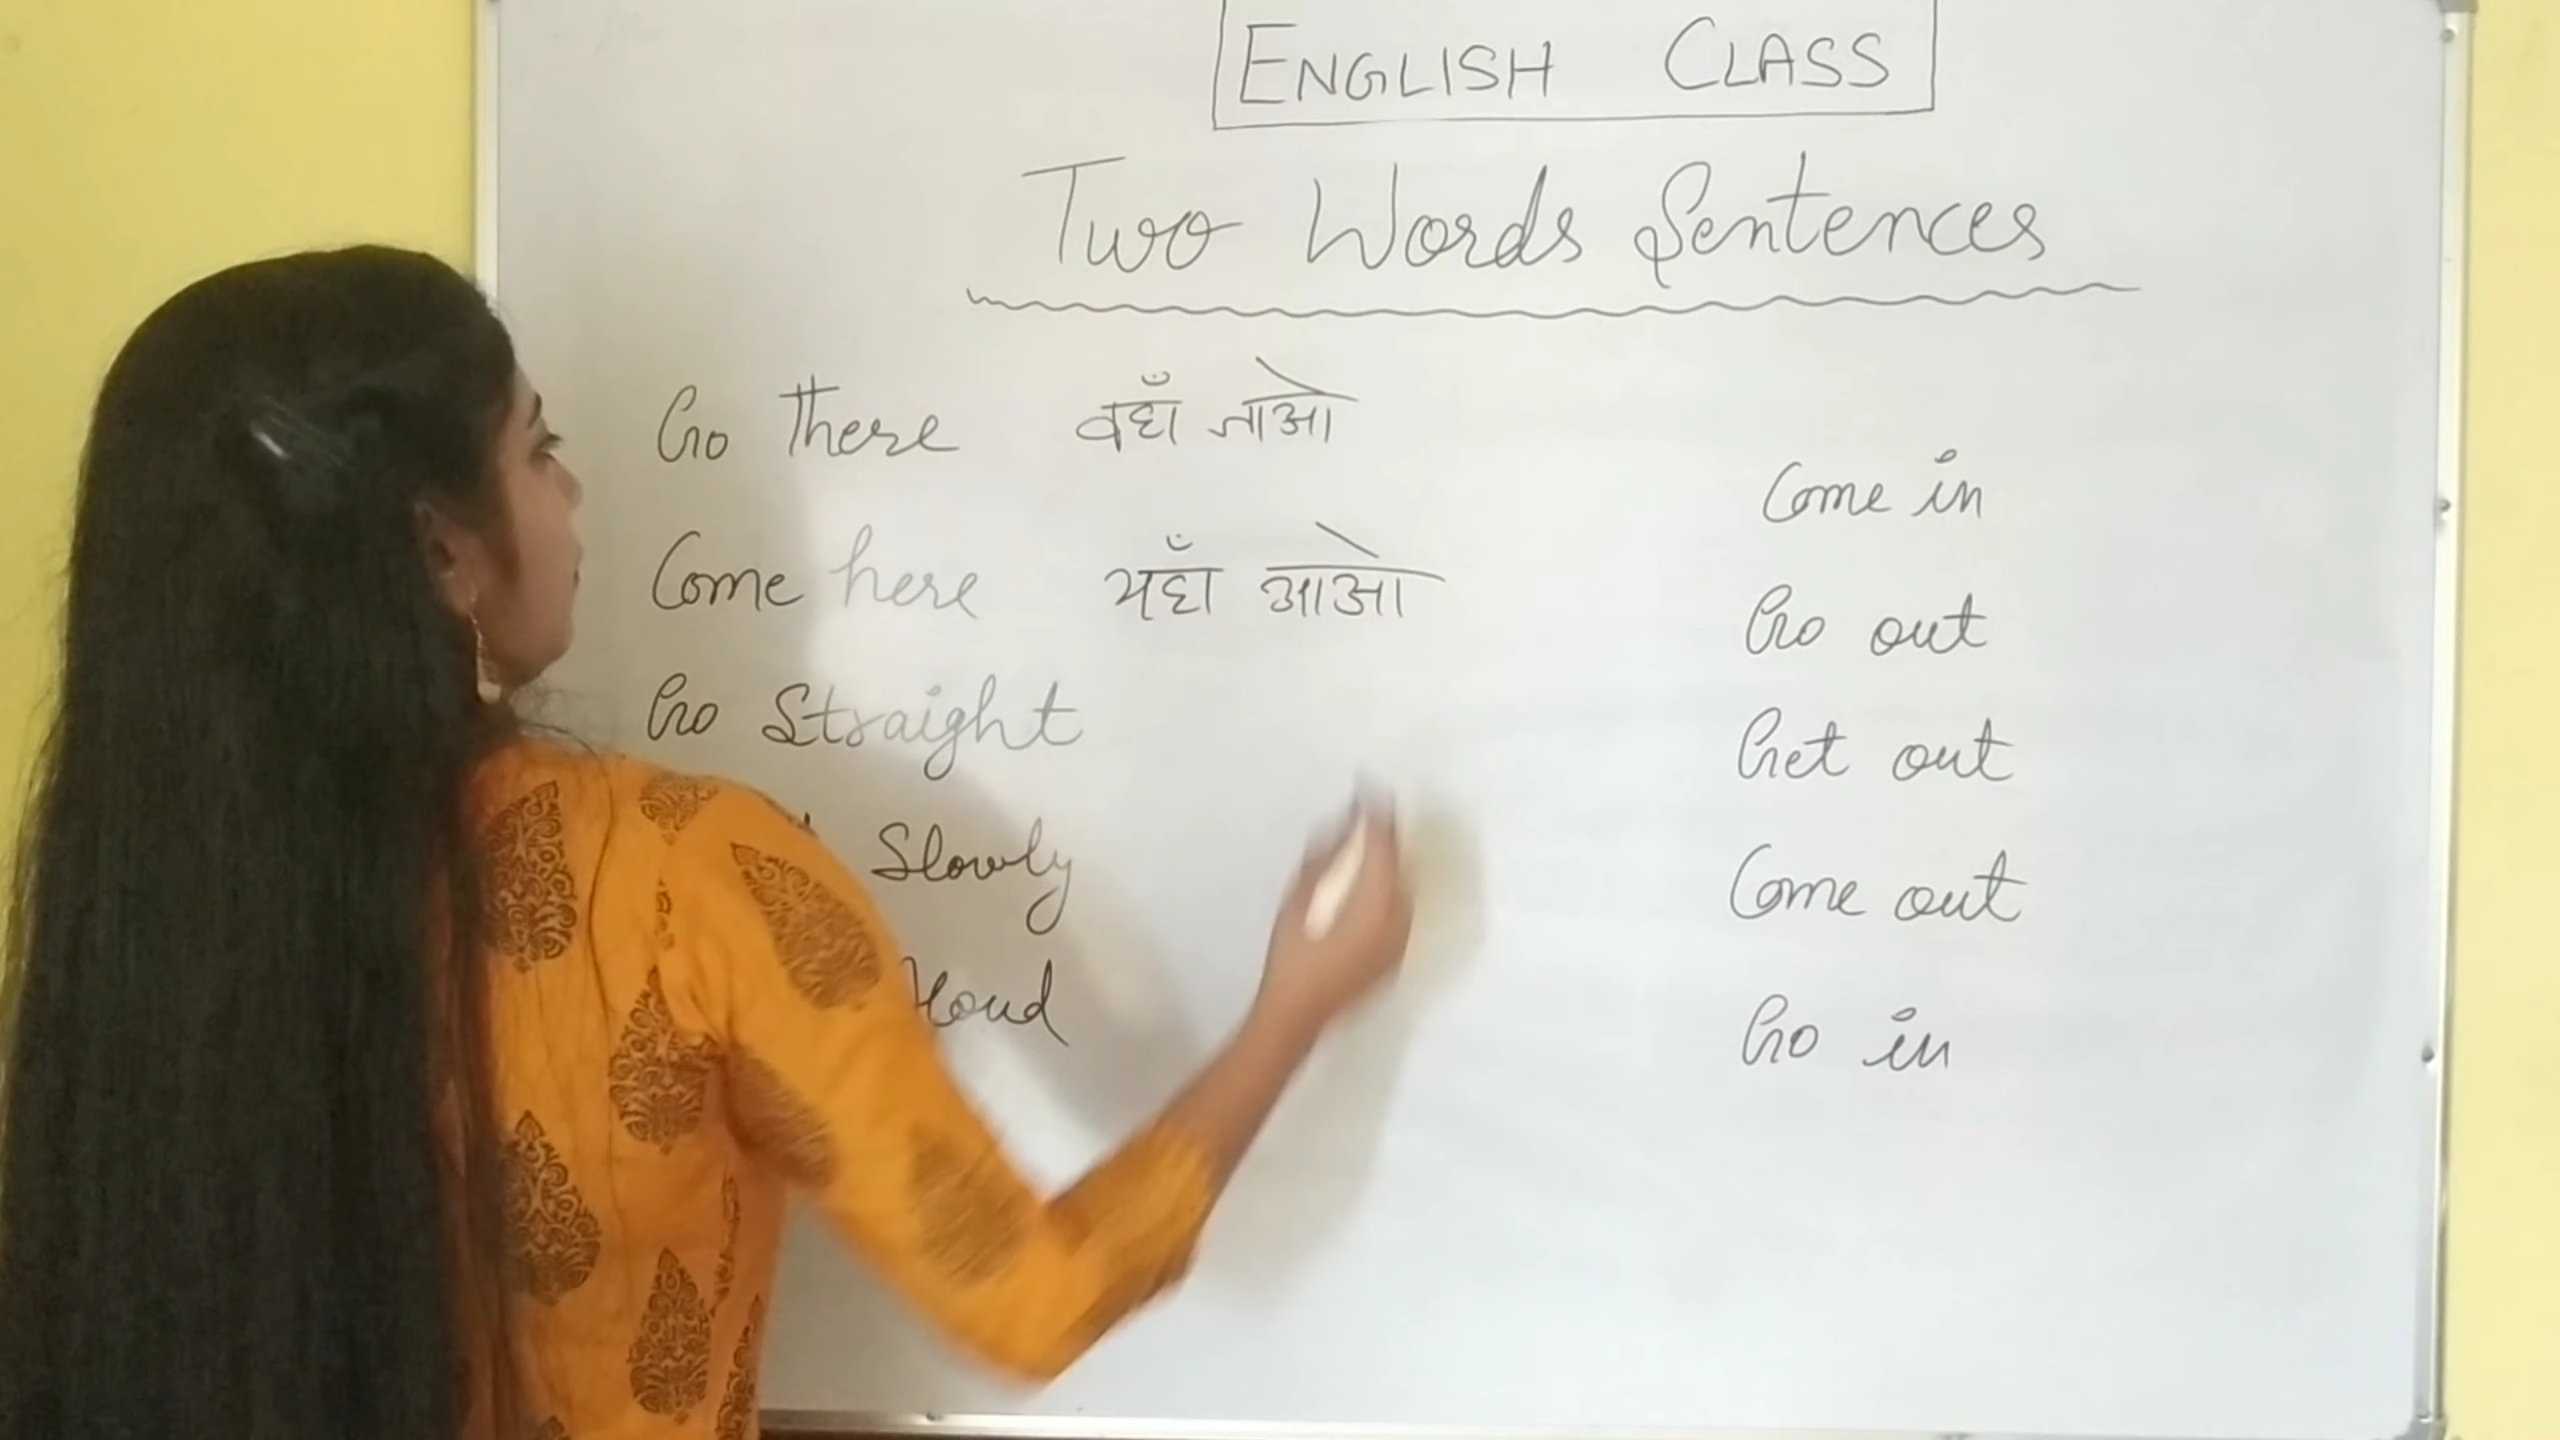 ENGLISH CLASS
Two Words Sentences
Go There वहाँ जाओ
Come here यहाँ आओ
Go Straight
Slowly
Come in
Go out
Get out
Come out
Go in